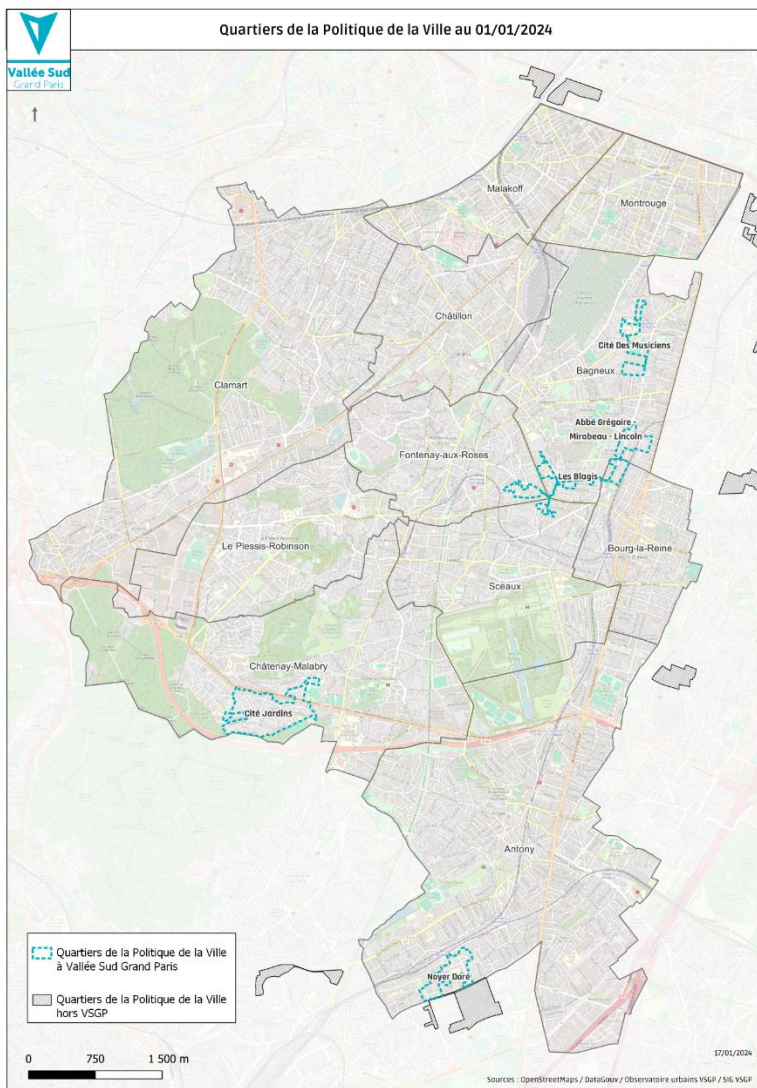 Quartiers de la Politique de la Ville au 01/01/2024
Vallée Sud
Grand Paris
Malakoff
Montrouge
Châtillon
Cité Des Musiciens
Bagneux
Clamart
Abbé Grégoire -
Mirabeau - Lincoln
Fontenay-aux-Roses
Les Blagis
Le Plessis-Robinson
Bourg-la-Reine
Sceaux
Châtenay-Malabry
Cité Jardins
Antony
Noyer Doré
Quartiers de la Politique de la Ville
à Vallée Sud Grand Paris
Quartiers de la Politique de la Ville
hors VSGP
0 750 1 500 m
17/01/2024
Sources : OpenStreetMaps / DataGouv / Observatoire urbains VSGP / SIG VSGP